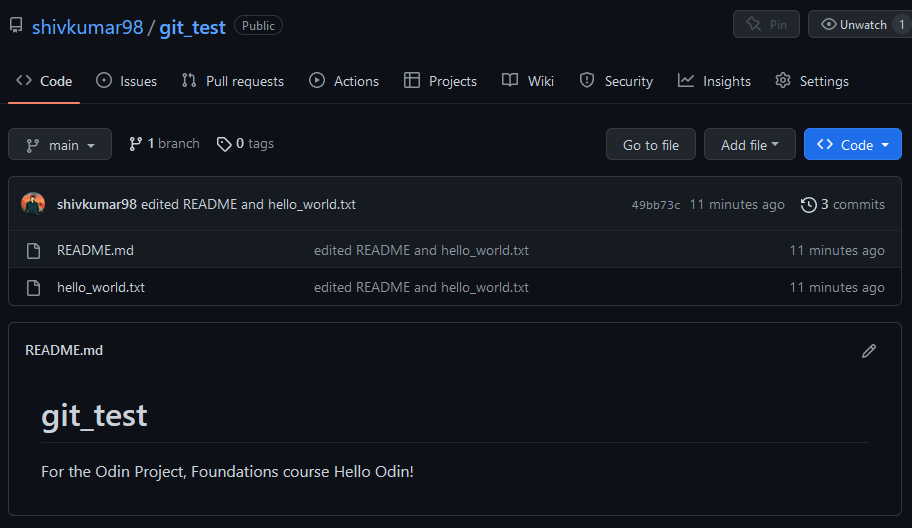 shivkumar98 / git_test Public Pin Unwatch 1
Code Issues Pull requests Actions Projects Wiki Security Insights Settings
main 1 branch 0 tags Go to file Add file Code
shivkumar98 edited README and hello_world.txt 49bb73c 11 minutes ago 3 commits
README.md edited README and hello_world.txt 11 minutes ago
hello_world.txt edited README and hello_world.txt 11 minutes ago
README.md
git_test
For the Odin Project, Foundations course Hello Odin!